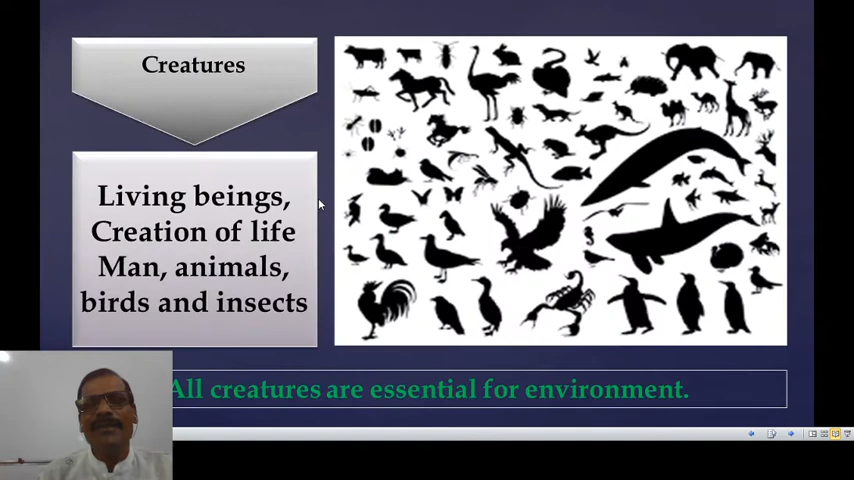 Creatures
Living beings,
Creation of life
Man, animals,
birds and insects
All creatures are essential for environment.